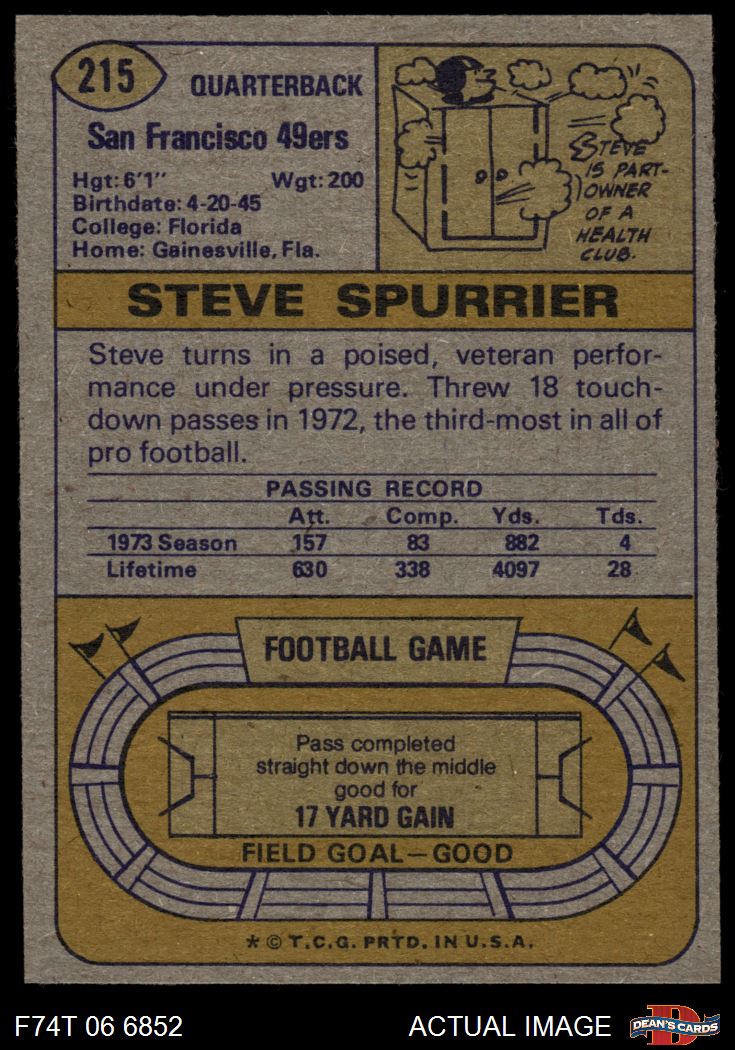 215
QUARTERBACK
San Francisco 49ers
Hgt: 6'1" Wgt: 200
Birthdate: 4-20-45
College: Florida
Home: Gainesville, Fla.
STEVE
IS PART-
OWNER
OF A
HEALTH
CLUB.
STEVE SPURRIER
Steve turns in a poised, veteran perfor-
mance under pressure. Threw 18 touch-
down passes in 1972, the third-most in all of
pro football.
PASSING RECORD
Att. Comp. Yds. Tds.
1973 Season 157 83 882 4
Lifetime 630 338 4097 28
FOOTBALL GAME
Pass completed
straight down the middle
good for
17 YARD GAIN
FIELD GOAL—GOOD
* © T.C.G. PRTD. IN U.S.A.
F74T 06 6852 ACTUAL IMAGE
D
DEAN'S CARDS